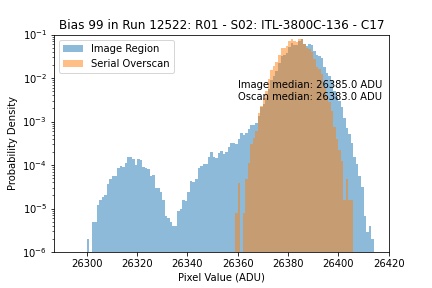 Bias 99 in Run 12522: R01 - S02: ITL-3800C-136 - C17
Image Region
Serial Overscan
Image median: 26385.0 ADU
Oscan median: 26383.0 ADU
Probability Density
10⁻¹
10⁻²
10⁻³
10⁻⁴
10⁻⁵
10⁻⁶
26300 26320 26340 26360 26380 26400 26420
Pixel Value (ADU)